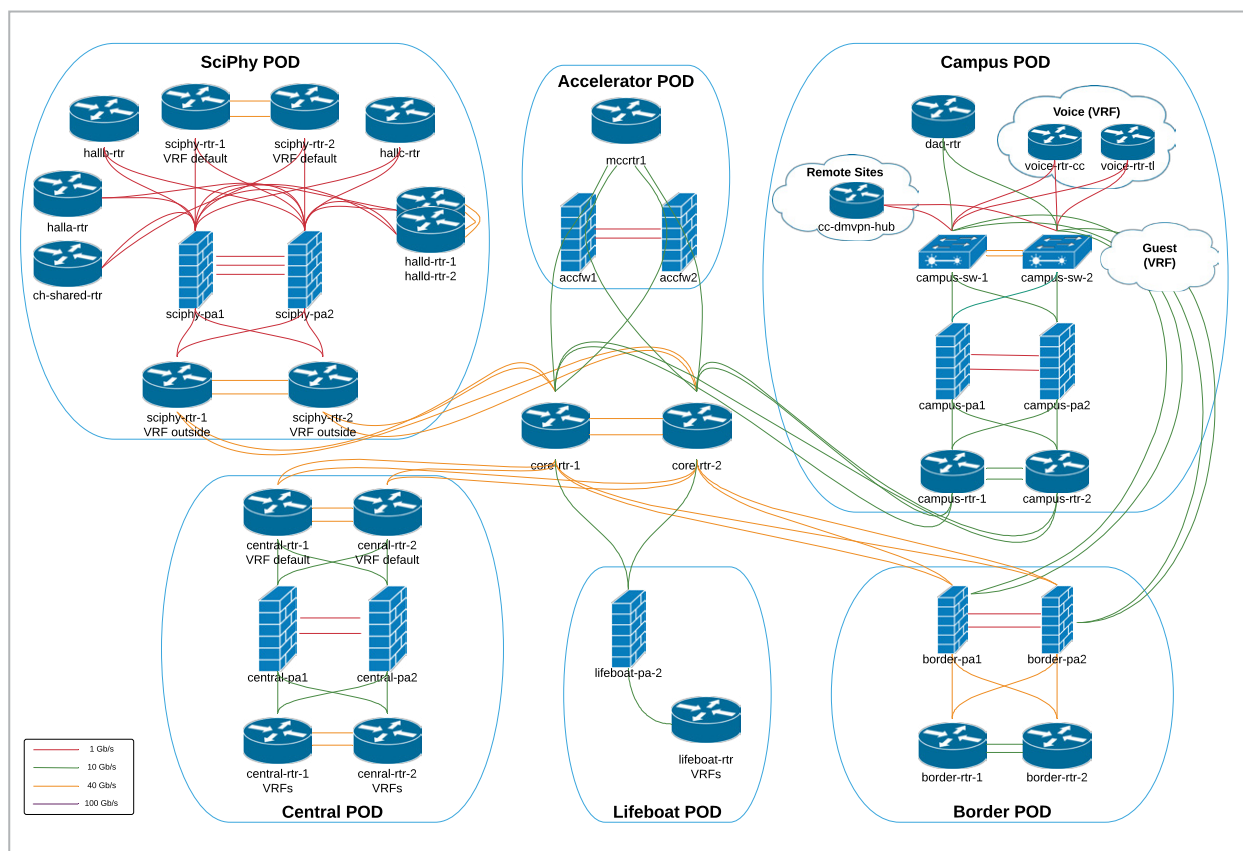 SciPhy POD
hallb-rtr
sciphy-rtr-1
VRF default
sciphy-rtr-2
VRF default
hallc-rtr
halla-rtr
ch-shared-rtr
halld-rtr-1
halld-rtr-2
sciphy-pa1
sciphy-pa2
sciphy-rtr-1
VRF outside
sciphy-rtr-2
VRF outside
Accelerator POD
mccrtr1
accfw1
accfw2
core-rtr-1
core-rtr-2
Campus POD
daq-rtr
Voice (VRF)
voice-rtr-cc
voice-rtr-tl
Remote Sites
cc-dmvpn-hub
Guest
(VRF)
campus-sw-1
campus-sw-2
campus-pa1
campus-pa2
campus-rtr-1
campus-rtr-2
central-rtr-1
VRF default
cenral-rtr-2
VRF default
central-pa1
central-pa2
central-rtr-1
VRFs
cenral-rtr-2
VRFs
Central POD
lifeboat-pa-2
lifeboat-rtr
VRFs
Lifeboat POD
border-pa1
border-pa2
border-rtr-1
border-rtr-2
Border POD
1 Gb/s
10 Gb/s
40 Gb/s
100 Gb/s